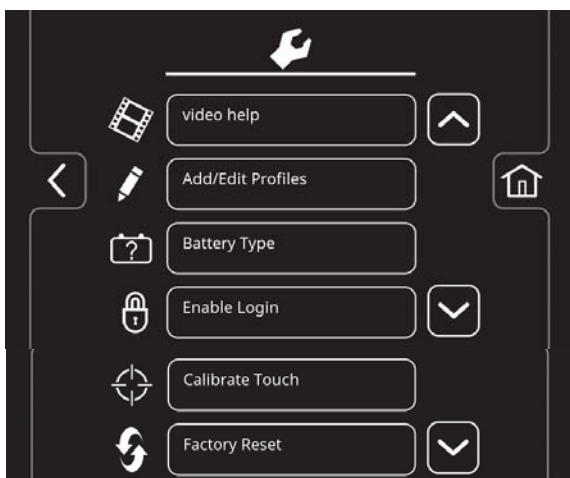 video help
Add/Edit Profiles
?
Battery Type
Enable Login
Calibrate Touch
Factory Reset